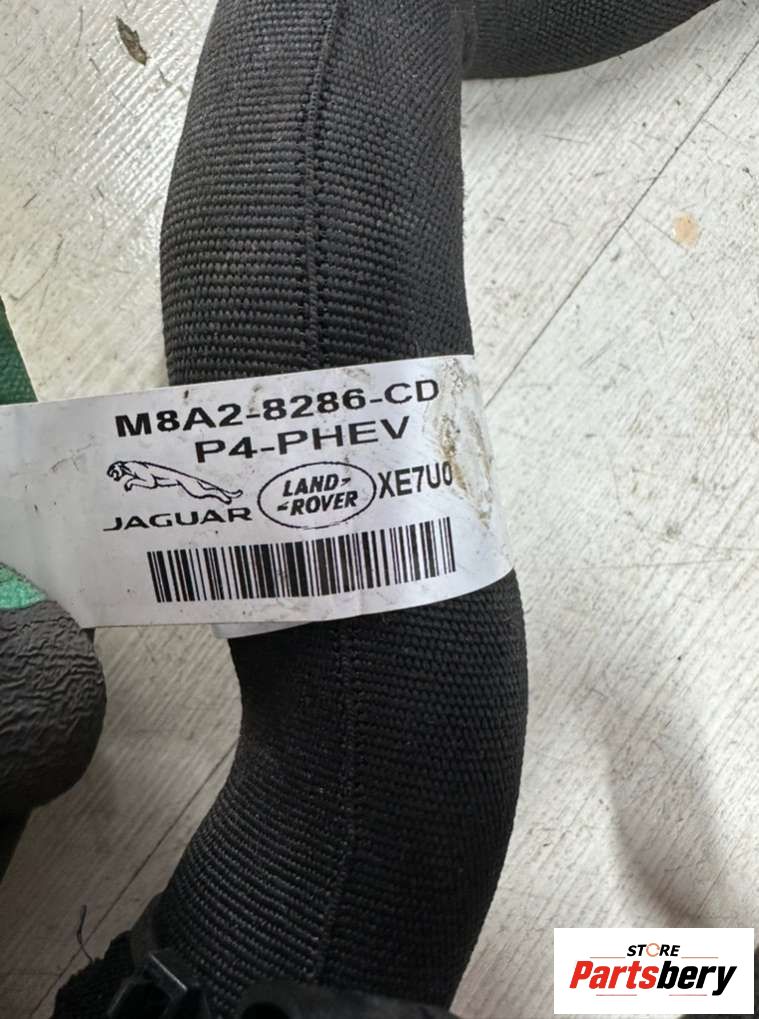 M8A2-8286-CD
P4-PHEV
JAGUAR
LAND-
-ROVER
XE7U0
STORE
Partsbery